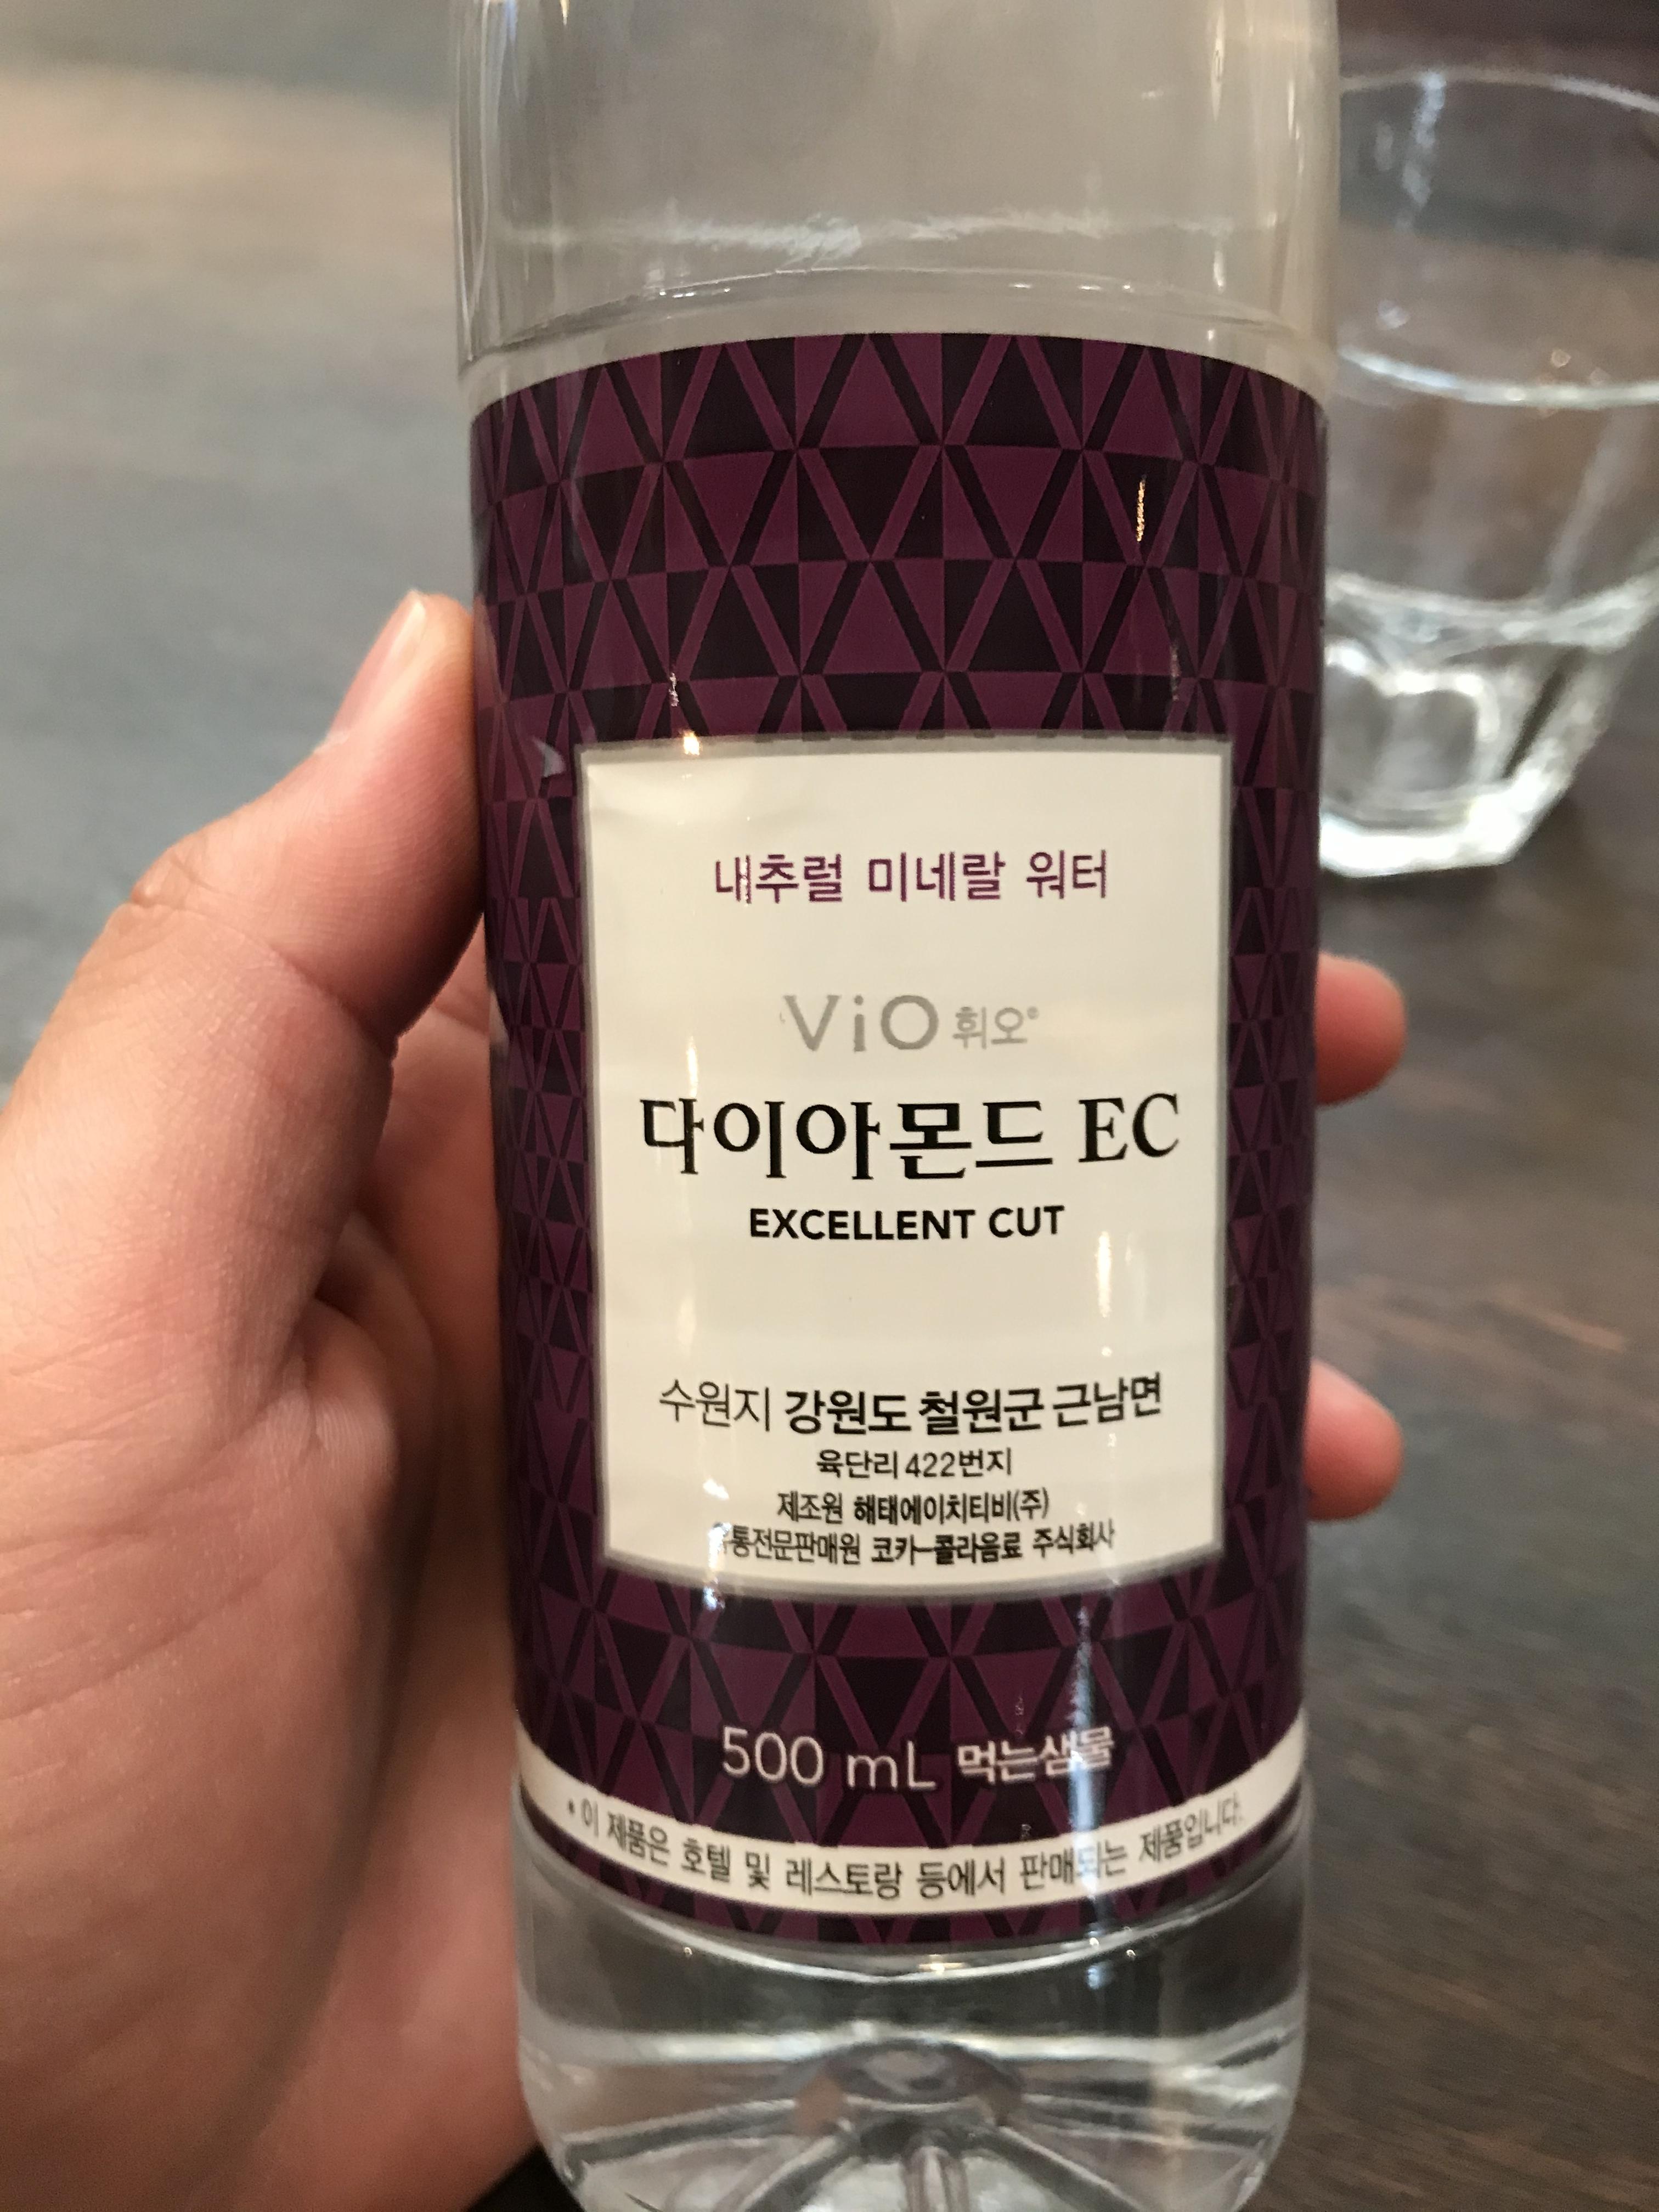 내추럴 미네랄 워터
ViO 휘오®
다이아몬드 EC
EXCELLENT CUT
수원지 강원도 철원군 근남면
육단리 422번지
제조원 해태에이치티비(주)
유통전문판매원 코카-콜라음료 주식회사
500 mL 먹는샘물
• 이 제품은 호텔 및 레스토랑 등에서 판매되는 제품입니다.